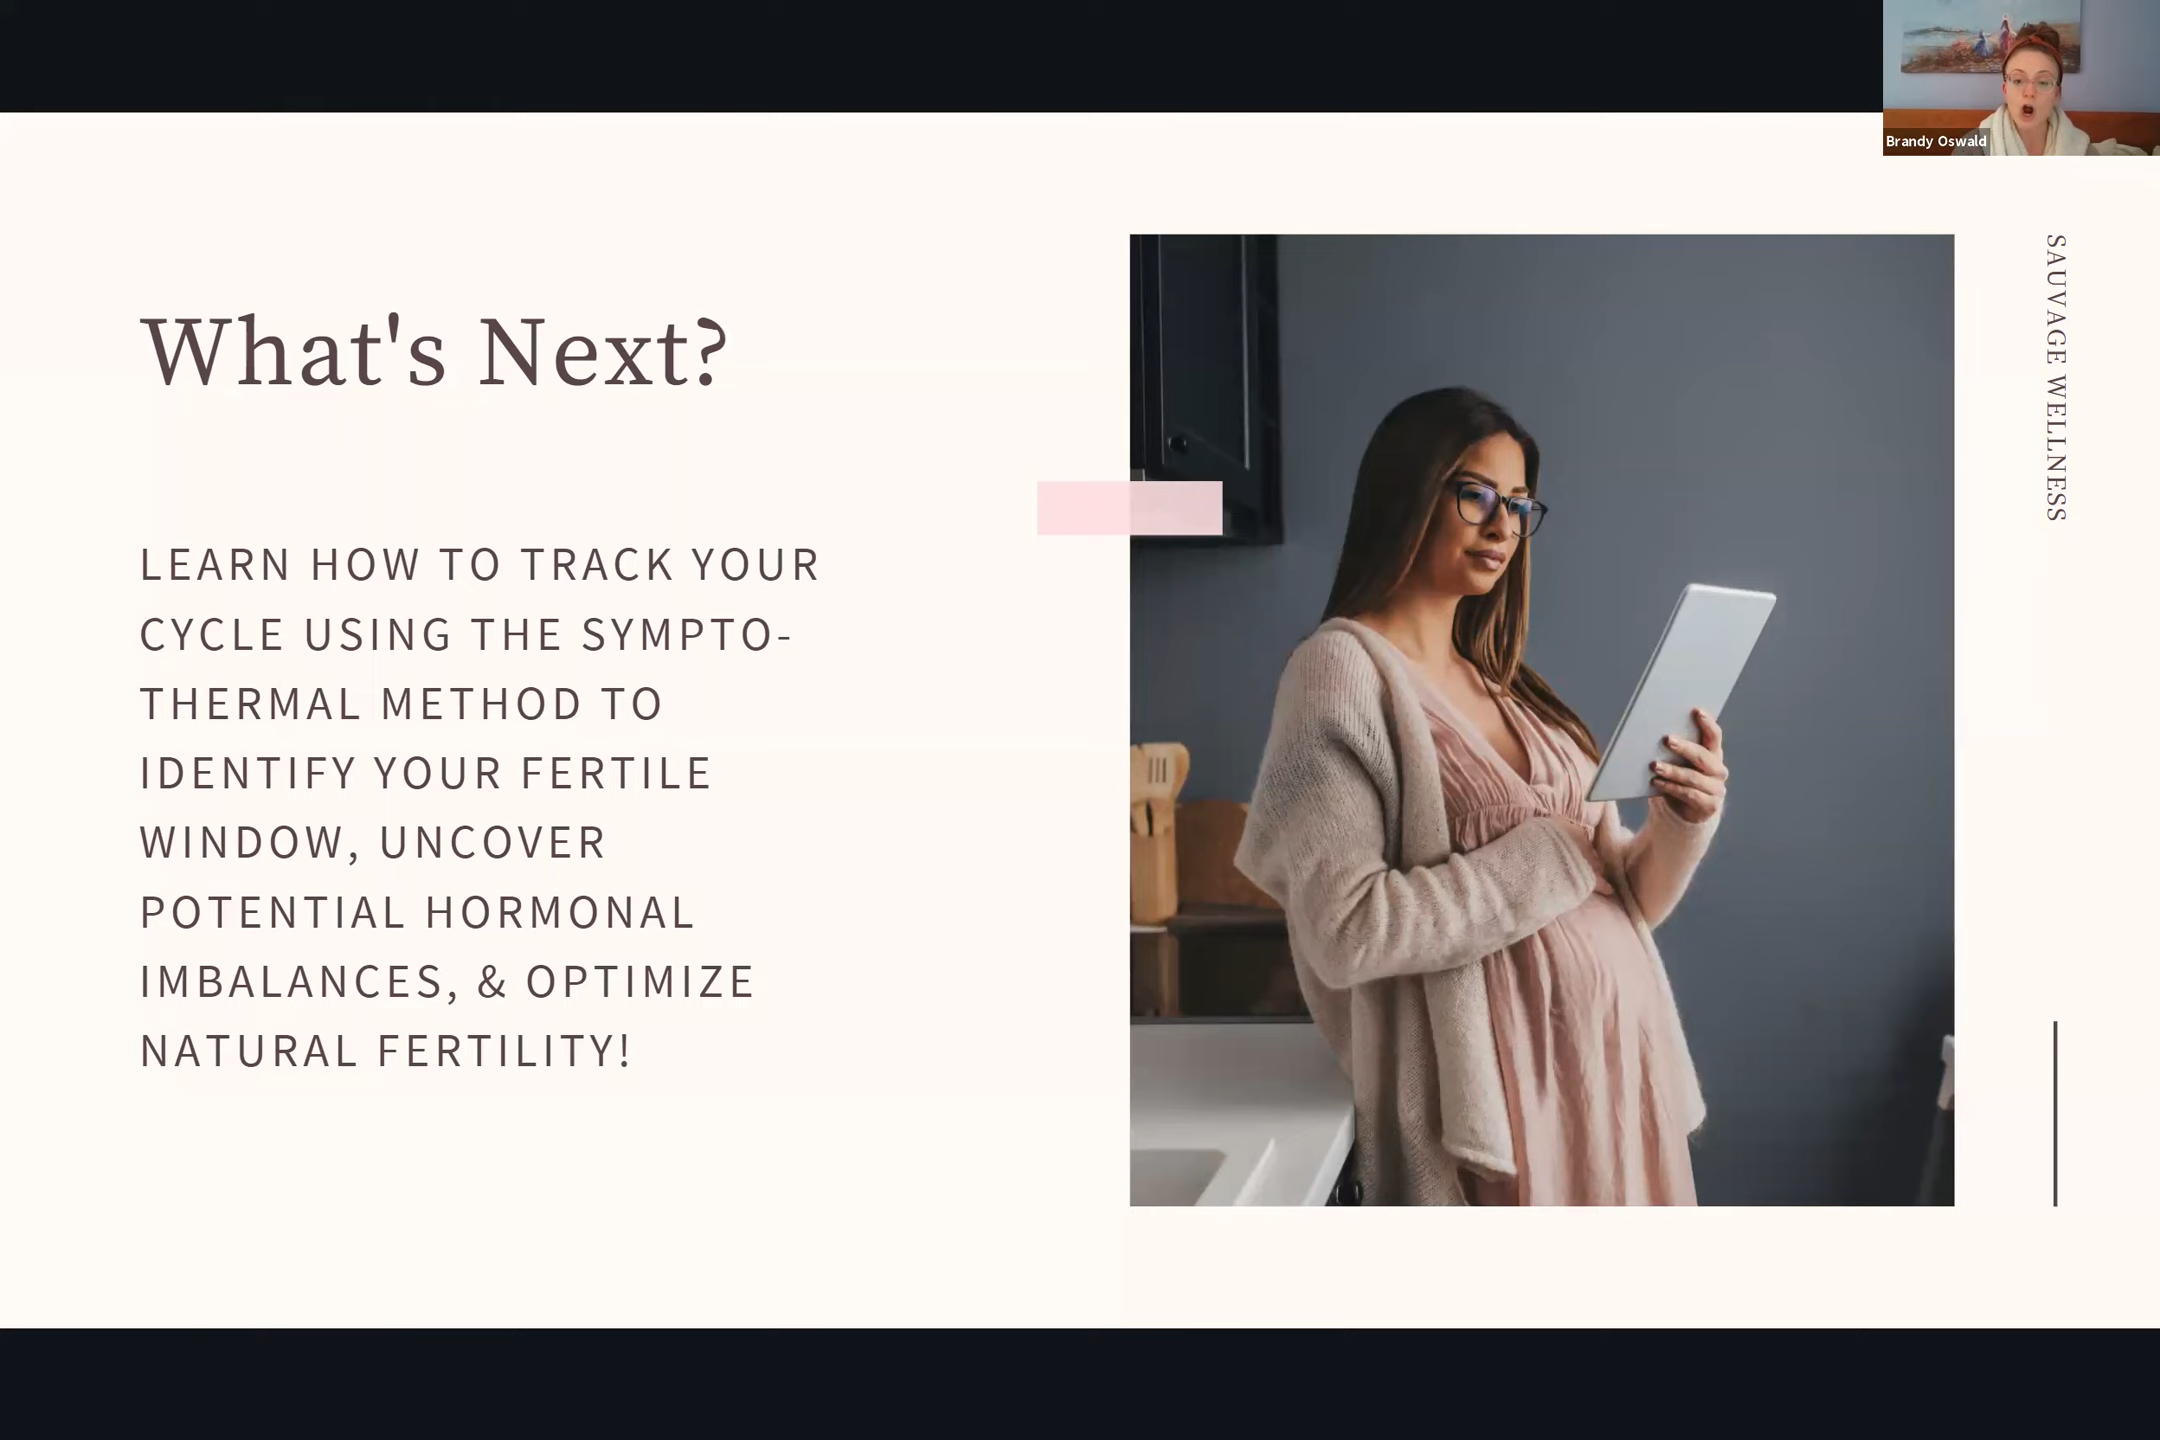 Brandy Oswald
SAUVAGE WELLNESS
What's Next?
LEARN HOW TO TRACK YOUR
CYCLE USING THE SYMPTO-
THERMAL METHOD TO
IDENTIFY YOUR FERTILE
WINDOW, UNCOVER
POTENTIAL HORMONAL
IMBALANCES, & OPTIMIZE
NATURAL FERTILITY!